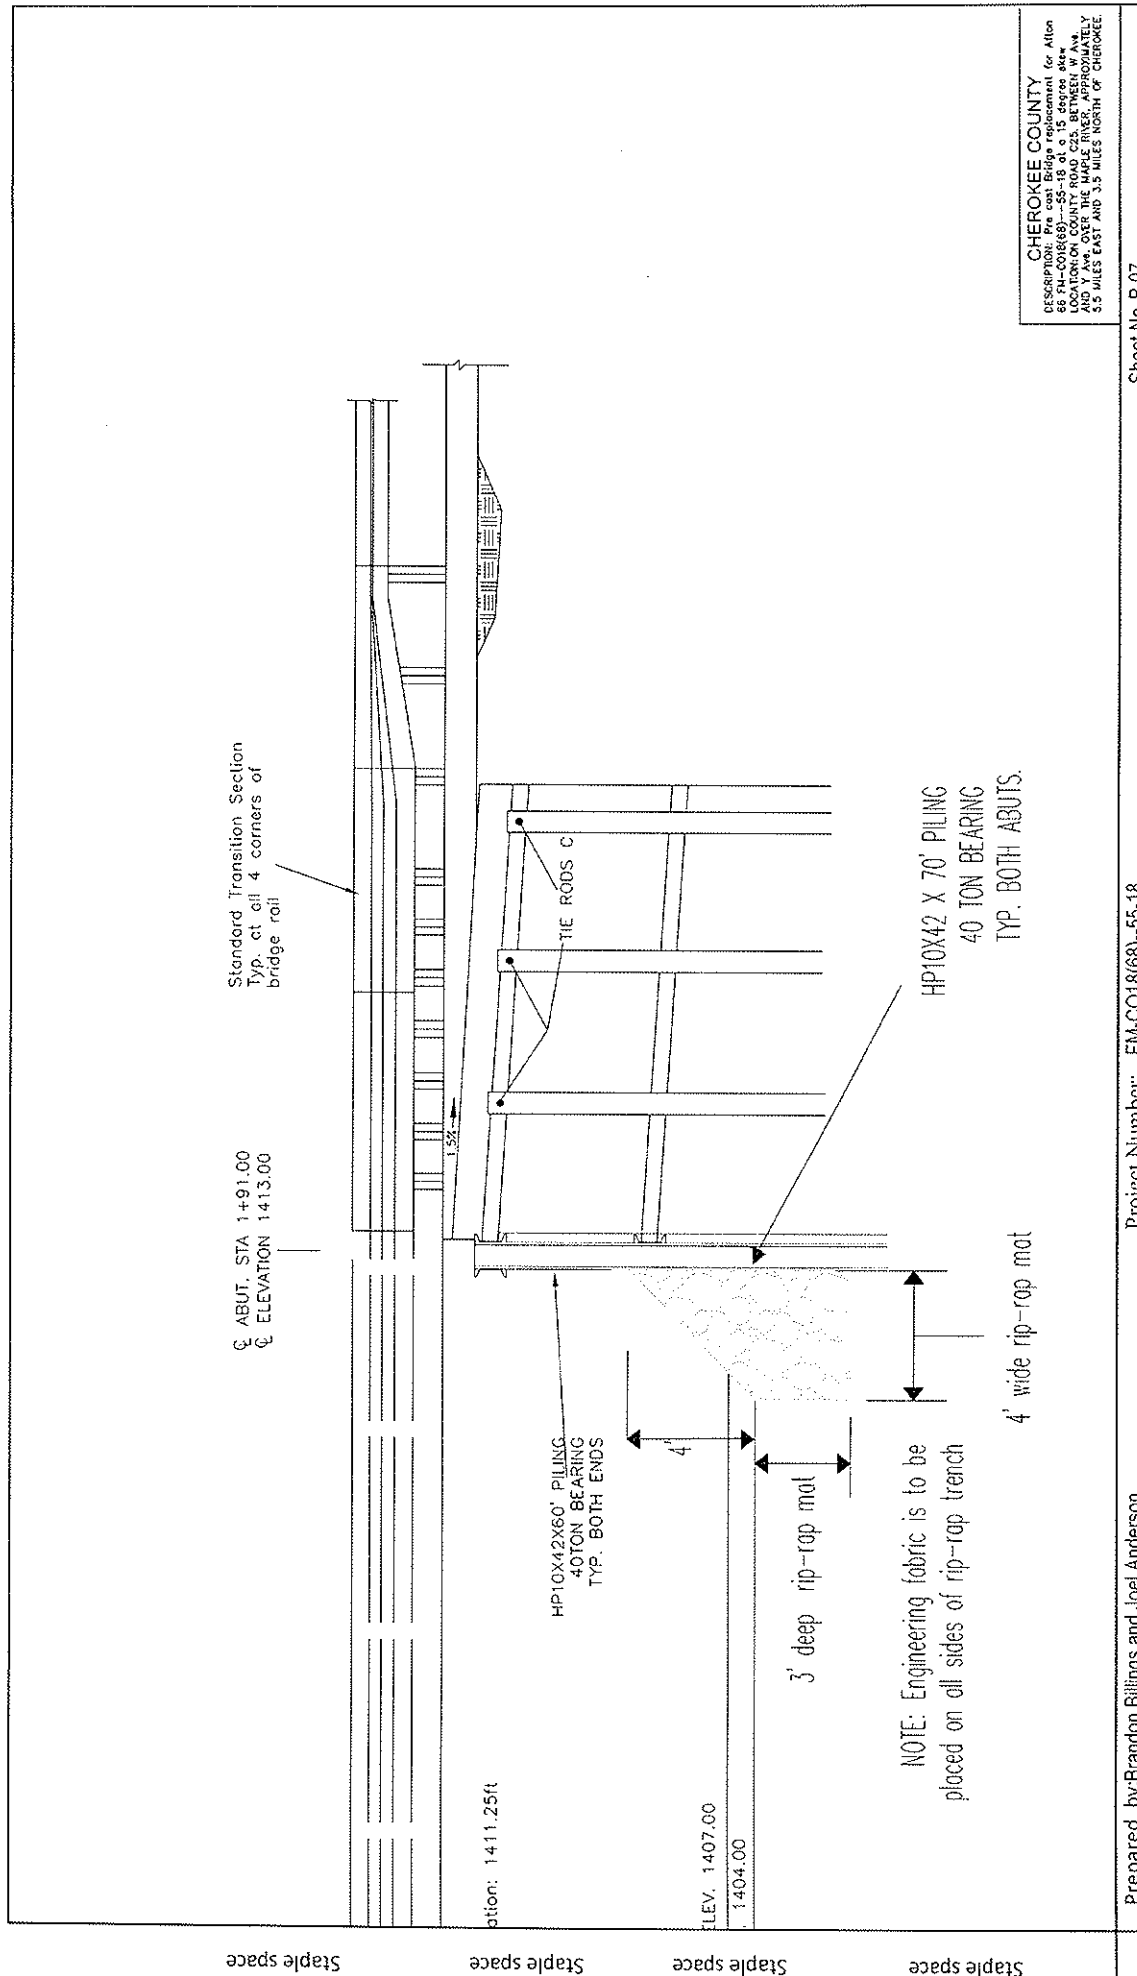 Standard Transition Section
Typ. at all 4 corners of
bridge rail
℄ ABUT. STA 1+91.00
℄ ELEVATION 1413.00
1.5%
TIE RODS C
HP10X42X60' PILING
40TON BEARING
TYP. BOTH ENDS
HP10X42 X 70' PILING
40 TON BEARING
TYP. BOTH ABUTS.
ation: 1411.25ft
LEV. 1407.00
1404.00
4'
3' deep rip-rap mat
4' wide rip-rap mat
NOTE: Engineering fabric is to be
placed on all sides of rip-rap trench
CHEROKEE COUNTY
DESCRIPTION: Pre cast Bridge replacement for Afton
66 FM-CO18(68)--55-18 at a 15 degree skew
LOCATION:ON COUNTY ROAD C25, BETWEEN W Ave.
AND Y Ave. OVER THE MAPLE RIVER, APPROXIMATELY
5.5 MILES EAST AND 3.5 MILES NORTH OF CHEROKEE.
Prepared by:Brandon Billings and Joel Anderson
Project Number: FM-CO18(68)-55-18
Sheet No B.07
Staple space
Staple space
Staple space
Staple space